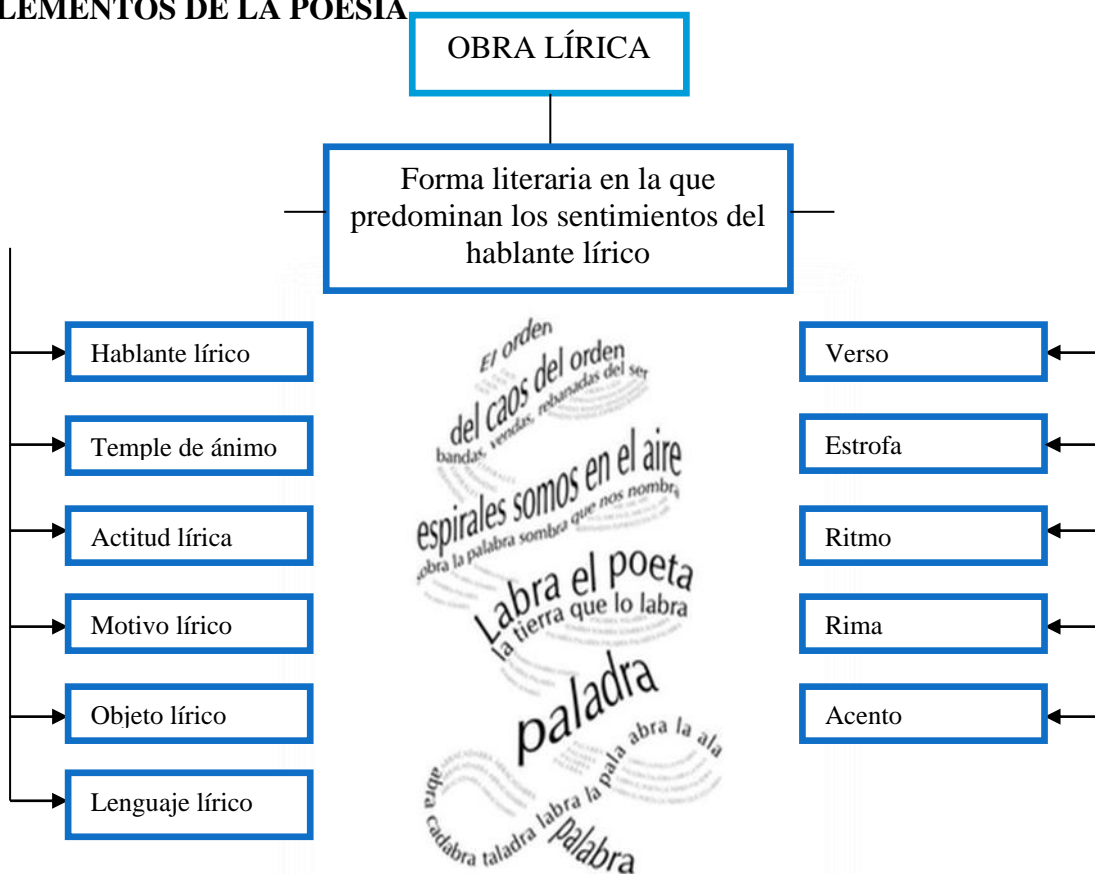 LEMENTOS DE LA POESÍA
OBRA LÍRICA
Forma literaria en la que
predominan los sentimientos del
hablante lírico
Hablante lírico
Temple de ánimo
Actitud lírica
Motivo lírico
Objeto lírico
Lenguaje lírico
El orden
del caos del orden
bandas, vendas, rebanadas del ser
espirales somos en el aire
sobra la palabra sombra que nos nombra
Labra el poeta
la tierra que lo labra
paladra
abra cadabra taladra labra la pala abra la ala
palabra
Verso
Estrofa
Ritmo
Rima
Acento